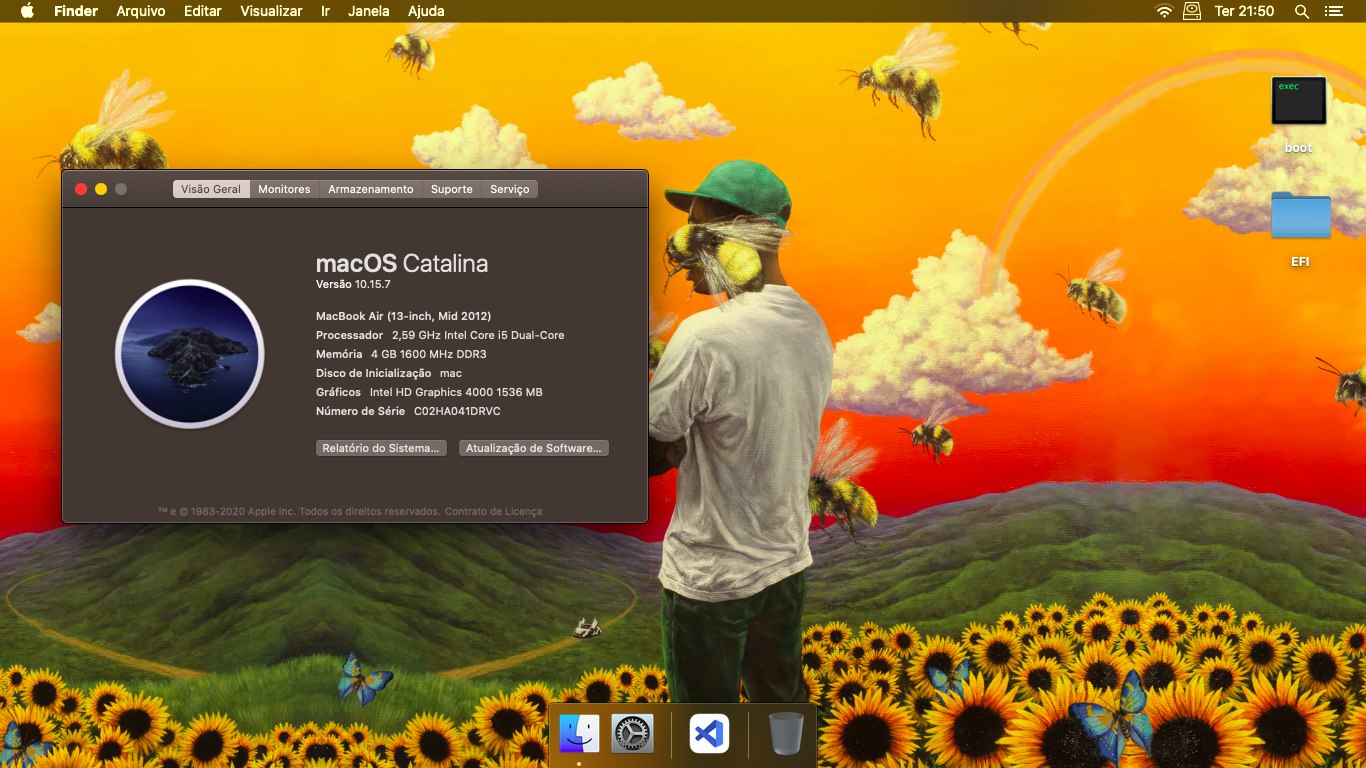 Finder Arquivo Editar Visualizar Ir Janela Ajuda Ter 21:50
exec
boot
EFI
Visão Geral Monitores Armazenamento Suporte Serviço
macOS Catalina
Versão 10.15.7
MacBook Air (13-inch, Mid 2012)
Processador 2,59 GHz Intel Core i5 Dual-Core
Memória 4 GB 1600 MHz DDR3
Disco de Inicialização mac
Gráficos Intel HD Graphics 4000 1536 MB
Número de Série C02HA041DRVC
Relatório do Sistema... Atualização de Software...
™ e © 1983-2020 Apple Inc. Todos os direitos reservados. Contrato de Licença